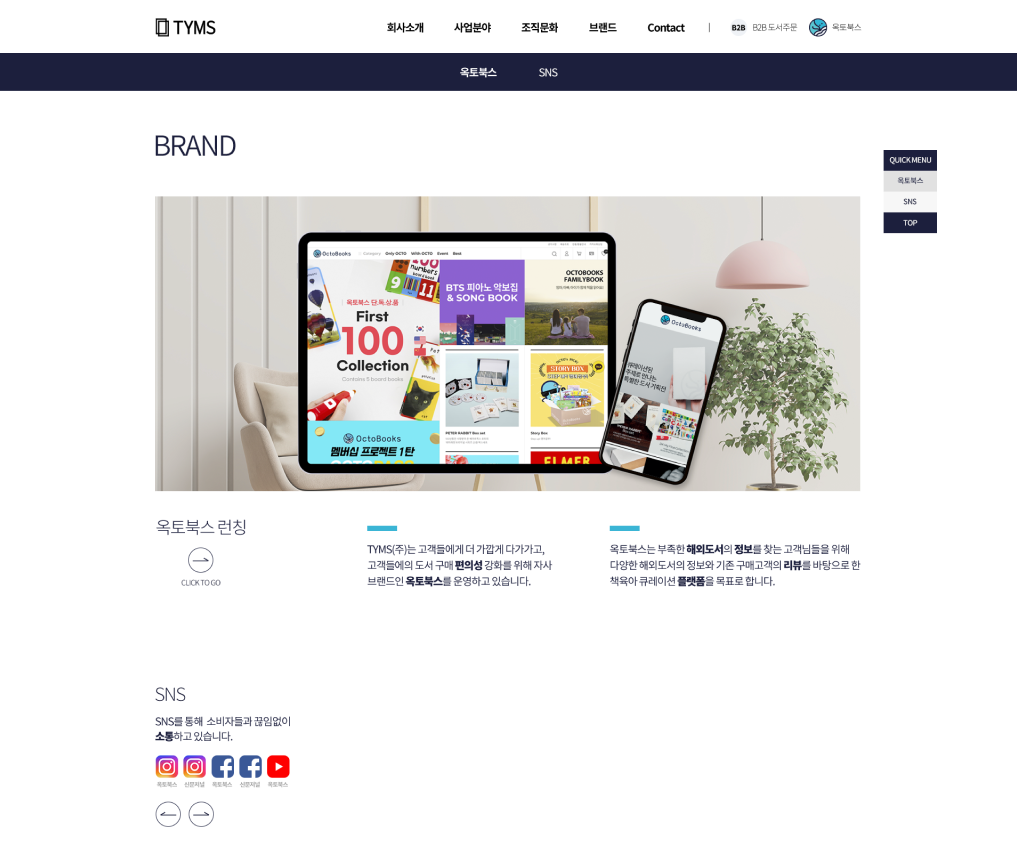 TYMS
회사소개
사업분야
조직문화
브랜드
Contact
B2B
B2B 도서주문
옥토북스
옥토북스
SNS
BRAND
QUICK MENU
옥토북스
SNS
TOP
OctoBooks
Only OCTO
With OCTO
Event
Best
100
numbers
9
11
옥토북스 단.독.상.품
First
100
Collection
Contains 5 board books
BTS 피아노 악보집
& SONG BOOK
OCTOBOOKS
FAMILYBOOK
STORY BOX
PETER RABBIT Box set
Story Box
OctoBooks
멤버십 프로젝트 1탄
ELMER
OctoBooks
옥토북스 런칭
CLICK TO GO
TYMS(주)는 고객들에게 더 가깝게 다가가고,
고객들에의 도서 구매 편의성 강화를 위해 자사
브랜드인 옥토북스를 운영하고 있습니다.
옥토북스는 부족한 해외도서의 정보를 찾는 고객님들을 위해
다양한 해외도서의 정보와 기존 구매고객의 리뷰를 바탕으로 한
책육아 큐레이션 플랫폼을 목표로 합니다.
SNS
SNS를 통해 소비자들과 끊임없이
소통하고 있습니다.
옥토북스
신문저널
옥토북스
신문저널
옥토북스